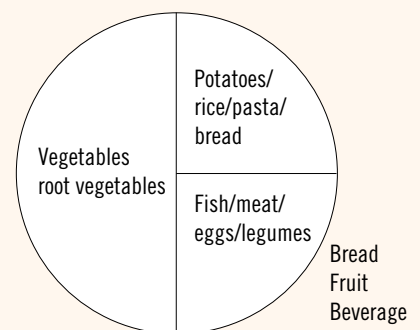 Vegetables
root vegetables
Potatoes/
rice/pasta/
bread
Fish/meat/
eggs/legumes
Bread
Fruit
Beverage